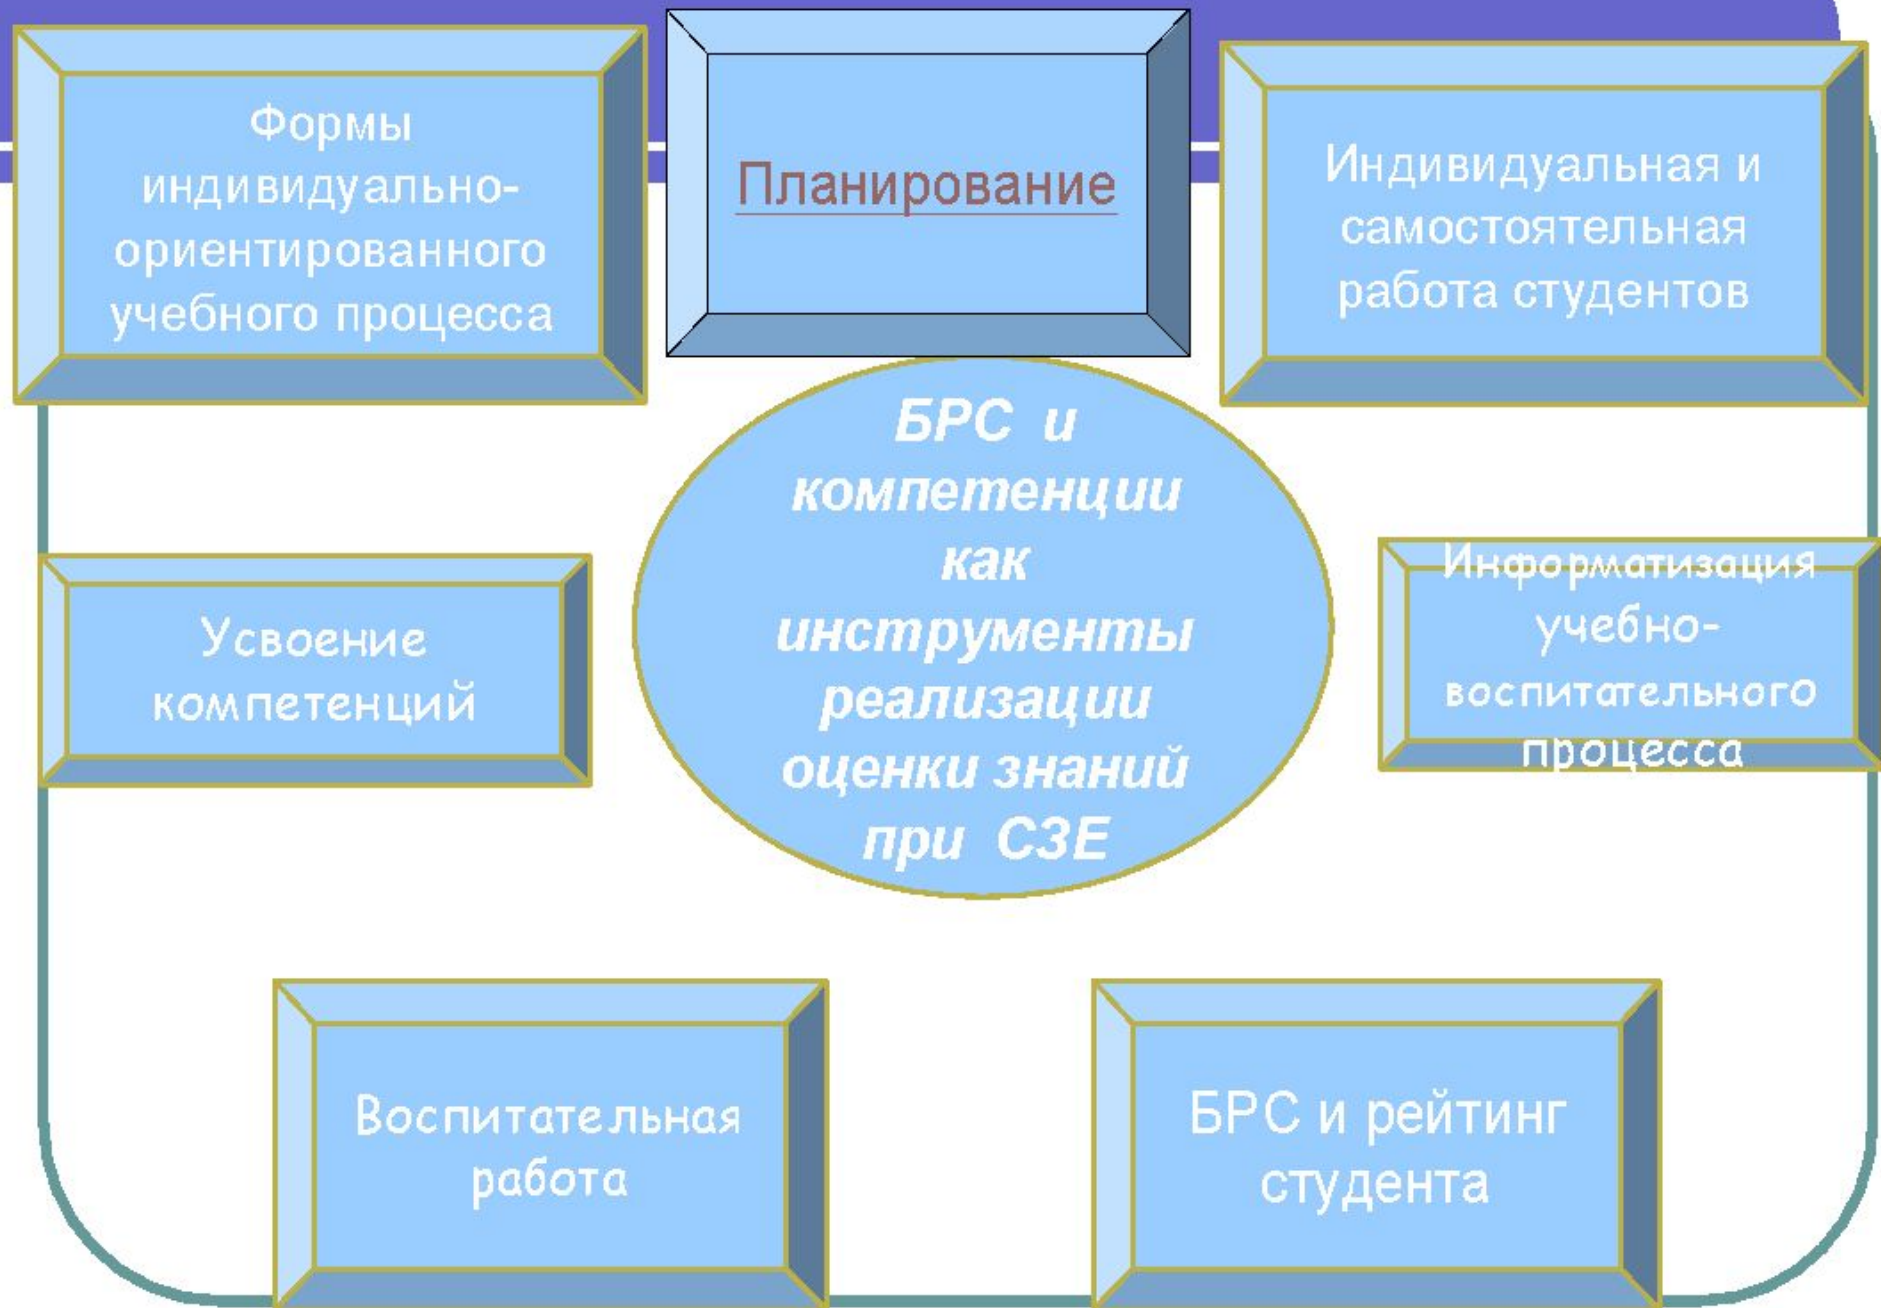 Формы
индивидуально-
ориентированного
учебного процесса
Планирование
Индивидуальная и
самостоятельная
работа студентов
БРС и
компетенции
как
инструменты
реализации
оценки знаний
при СЗЕ
Усвоение
компетенций
Информатизация
учебно-
воспитательного
процесса
Воспитательная
работа
БРС и рейтинг
студента